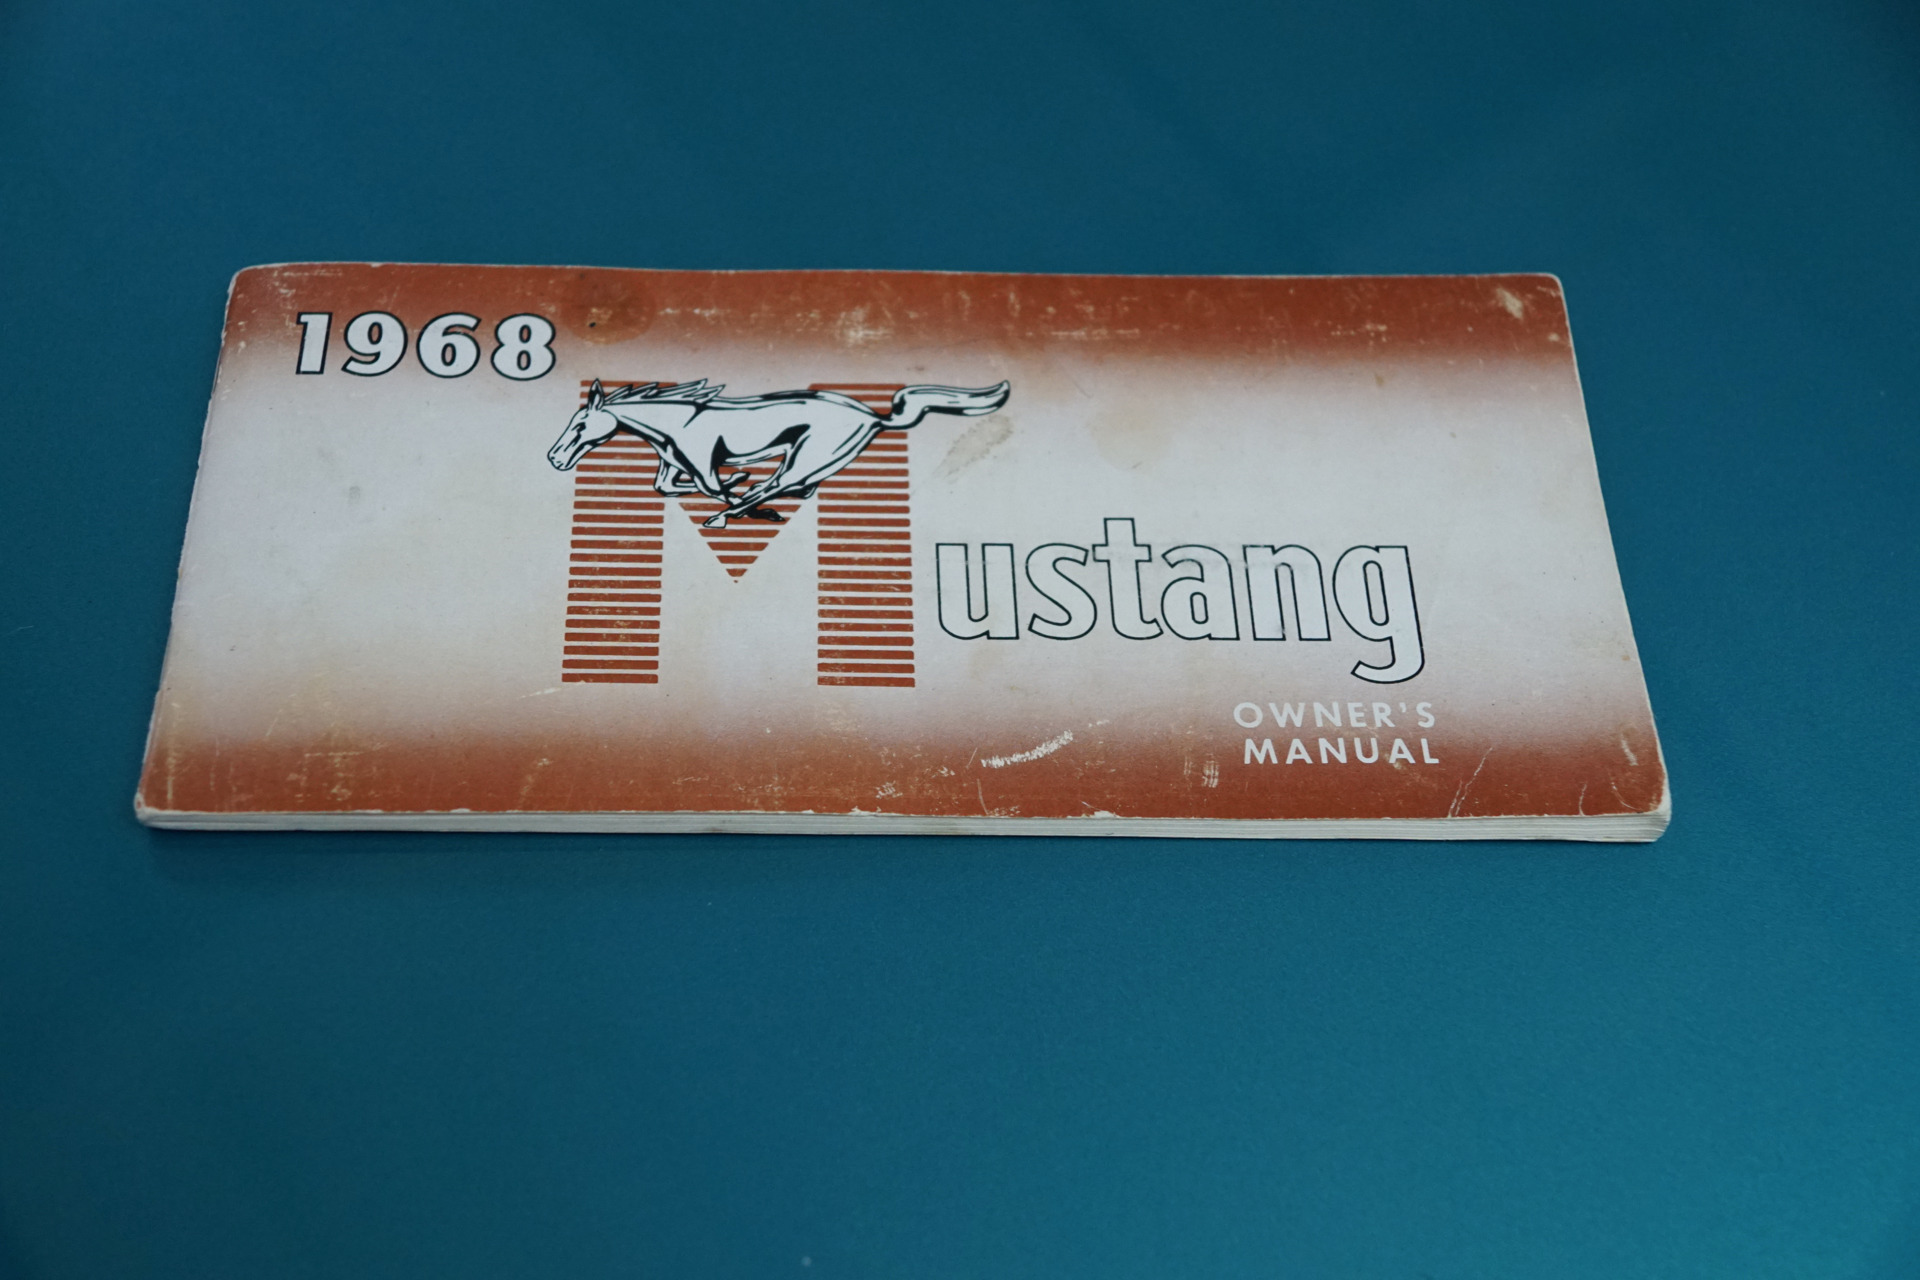 1968
Mustang
OWNER'S
MANUAL